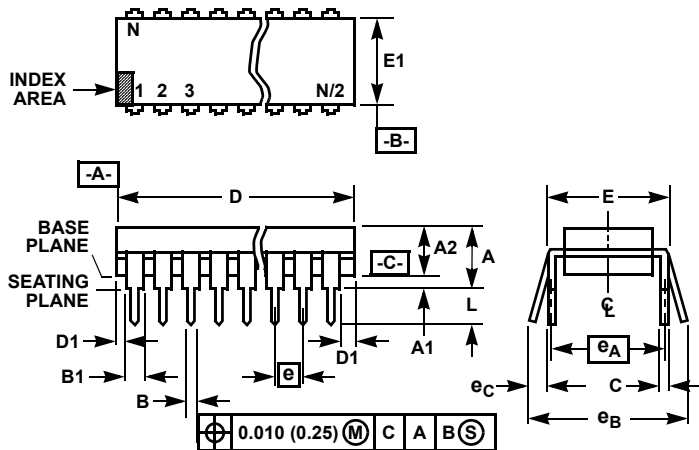 N
E1
INDEX
AREA
1 2 3 N/2
-B-
-A-
D
E
BASE
PLANE
A2
A
-C-
SEATING
PLANE
L
D1
A1
D1
B1
e
eA
B
eC
C
eB
0.010 (0.25) M C A B S